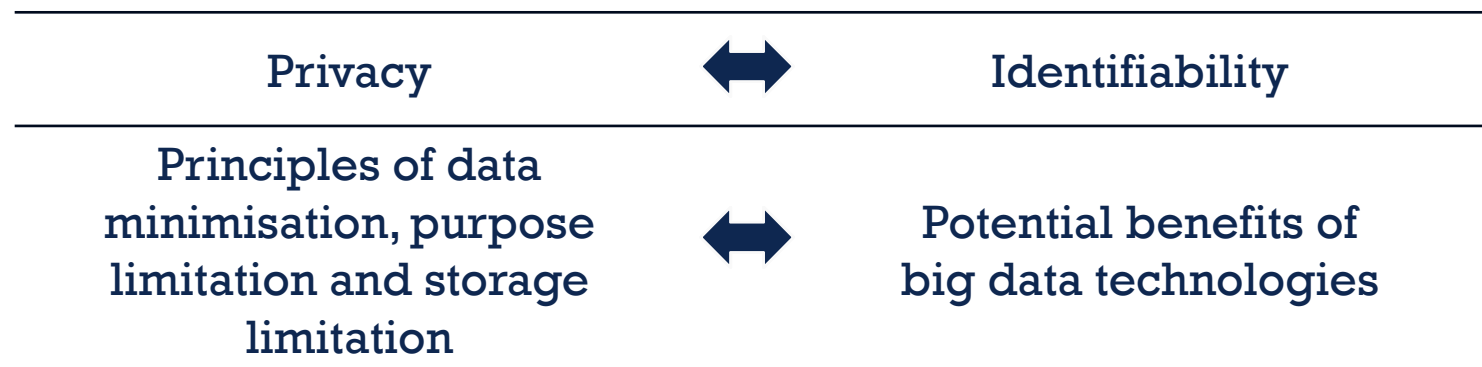 Privacy
Identifiability
Principles of data
minimisation, purpose
limitation and storage
limitation
Potential benefits of
big data technologies